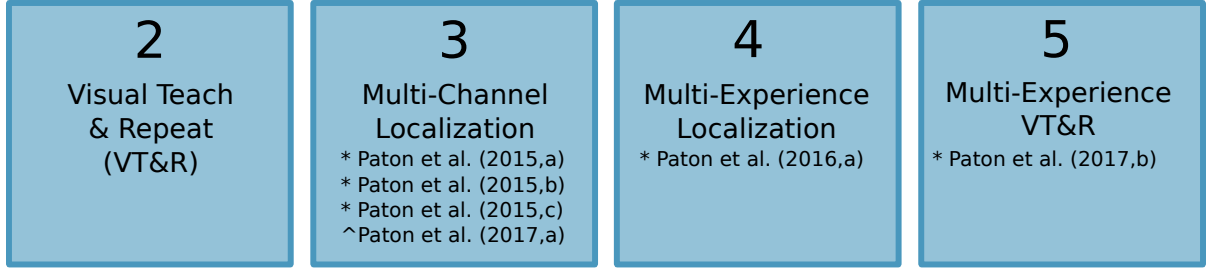 2
Visual Teach
& Repeat
(VT&R)
3
Multi-Channel
Localization
* Paton et al. (2015,a)
* Paton et al. (2015,b)
* Paton et al. (2015,c)
^Paton et al. (2017,a)
4
Multi-Experience
Localization
* Paton et al. (2016,a)
5
Multi-Experience
VT&R
* Paton et al. (2017,b)